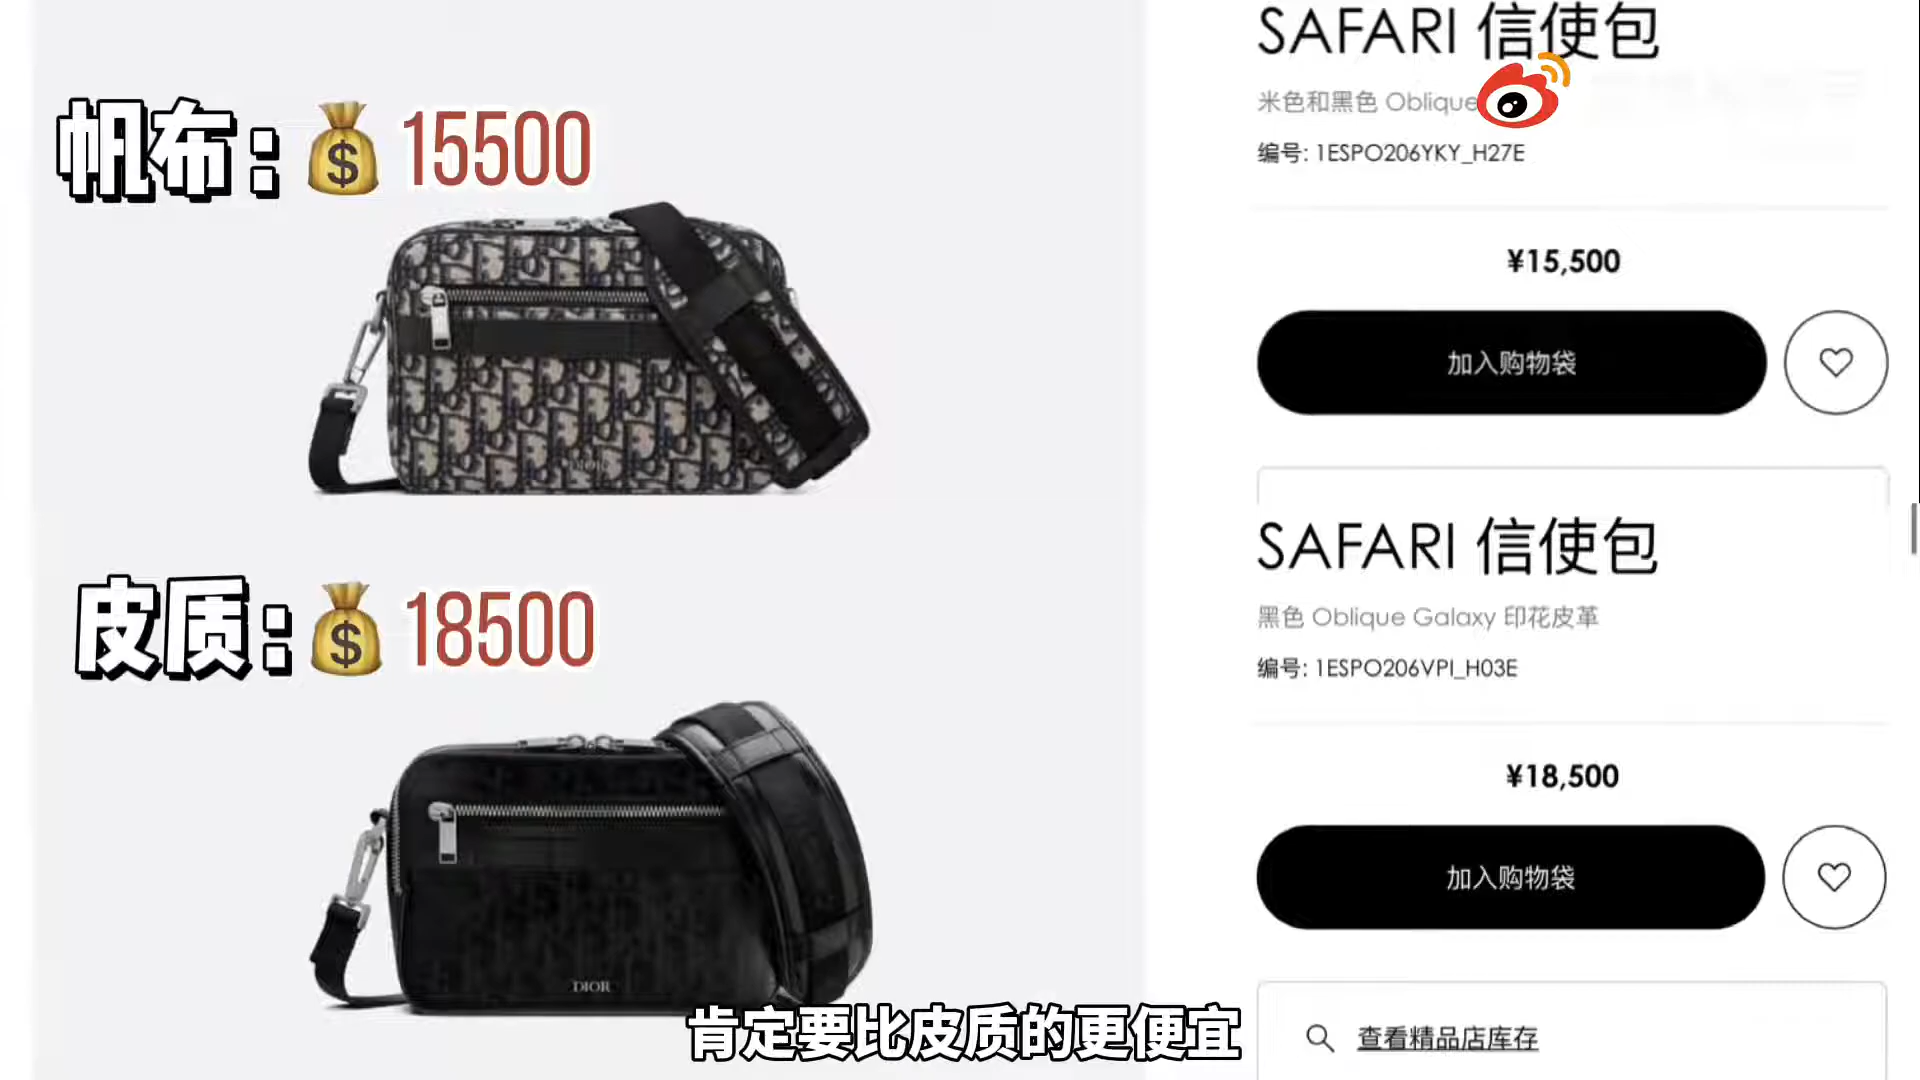 SAFARI 信使包
米色和黑色 Oblique
编号: 1ESPO206YKY_H27E
帆布: $ 15500
¥15,500
加入购物袋
DIOR
SAFARI 信使包
黑色 Oblique Galaxy 印花皮革
编号: 1ESPO206VPI_H03E
皮质: $ 18500
¥18,500
加入购物袋
DIOR
查看精品店库存
肯定要比皮质的更便宜